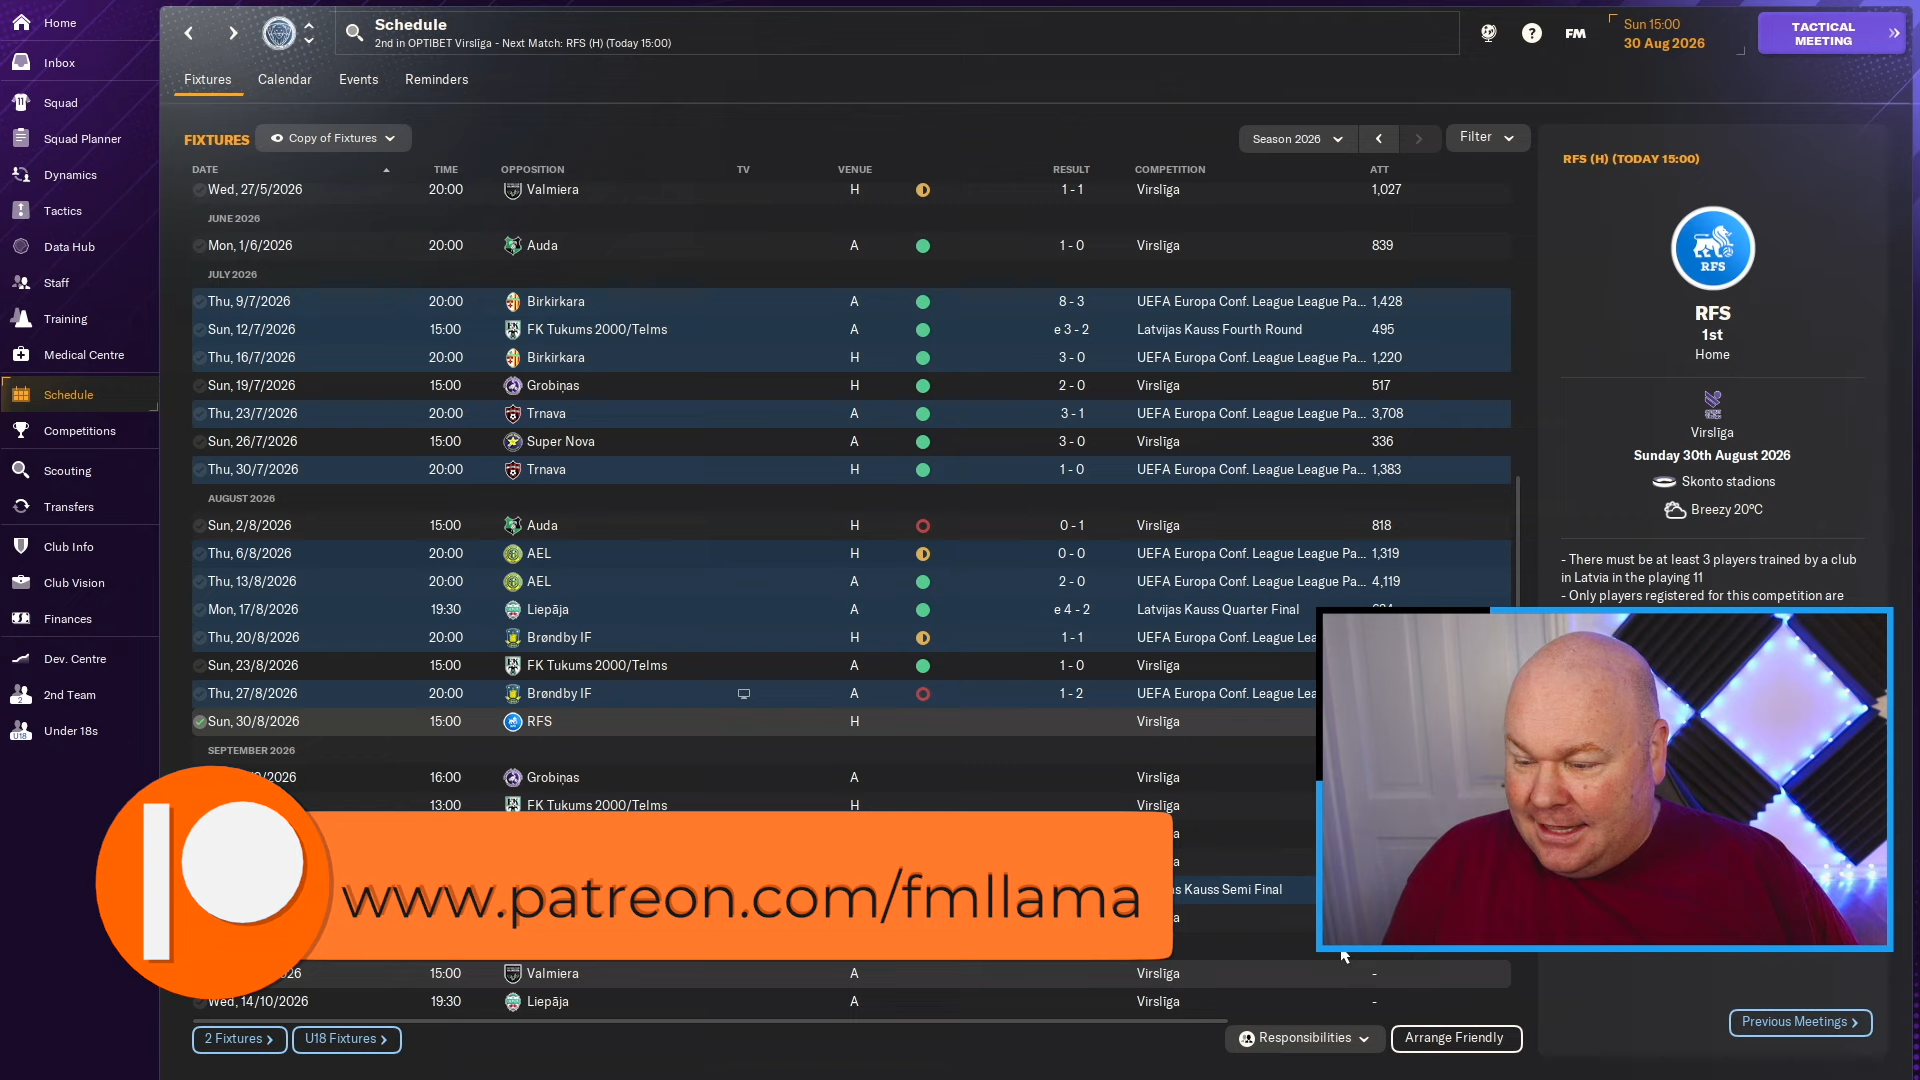 Home
Inbox
Squad
Squad Planner
Dynamics
Tactics
Data Hub
Staff
Training
Medical Centre
Schedule
Competitions
Scouting
Transfers
Club Info
Club Vision
Finances
Dev. Centre
2nd Team
Under 18s
Schedule
2nd in OPTIBET Virslīga - Next Match: RFS (H) (Today 15:00)
FM
Sun 15:00
30 Aug 2026
TACTICAL MEETING
Fixtures Calendar Events Reminders
FIXTURES Copy of Fixtures Season 2026 Filter
DATE TIME OPPOSITION TV VENUE RESULT COMPETITION ATT
Wed, 27/5/2026 20:00 Valmiera H 1 - 1 Virslīga 1,027
JUNE 2026
Mon, 1/6/2026 20:00 Auda A 1 - 0 Virslīga 839
JULY 2026
Thu, 9/7/2026 20:00 Birkirkara A 8 - 3 UEFA Europa Conf. League League Pa... 1,428
Sun, 12/7/2026 15:00 FK Tukums 2000/Telms A e 3 - 2 Latvijas Kauss Fourth Round 495
Thu, 16/7/2026 20:00 Birkirkara H 3 - 0 UEFA Europa Conf. League League Pa... 1,220
Sun, 19/7/2026 15:00 Grobiņas H 2 - 0 Virslīga 517
Thu, 23/7/2026 20:00 Trnava A 3 - 1 UEFA Europa Conf. League League Pa... 3,708
Sun, 26/7/2026 15:00 Super Nova A 3 - 0 Virslīga 336
Thu, 30/7/2026 20:00 Trnava H 1 - 0 UEFA Europa Conf. League League Pa... 1,383
AUGUST 2026
Sun, 2/8/2026 15:00 Auda H 0 - 1 Virslīga 818
Thu, 6/8/2026 20:00 AEL H 0 - 0 UEFA Europa Conf. League League Pa... 1,319
Thu, 13/8/2026 20:00 AEL A 2 - 0 UEFA Europa Conf. League League Pa... 4,119
Mon, 17/8/2026 19:30 Liepāja A e 4 - 2 Latvijas Kauss Quarter Final
Thu, 20/8/2026 20:00 Brøndby IF H 1 - 1 UEFA Europa Conf. League Lea
Sun, 23/8/2026 15:00 FK Tukums 2000/Telms A 1 - 0 Virslīga
Thu, 27/8/2026 20:00 Brøndby IF A 1 - 2 UEFA Europa Conf. League Lea
Sun, 30/8/2026 15:00 RFS H Virslīga
SEPTEMBER 2026
/2026 16:00 Grobiņas A Virslīga
13:00 FK Tukums 2000/Telms H Virslīga
a
a
s Kauss Semi Final
a
026 15:00 Valmiera A Virslīga -
Wed, 14/10/2026 19:30 Liepāja A Virslīga -
www.patreon.com/fmllama
2 Fixtures U18 Fixtures Responsibilities Arrange Friendly
RFS (H) (TODAY 15:00)
RFS
RFS
1st
Home
Virslīga
Sunday 30th August 2026
Skonto stadions
Breezy 20ºC
- There must be at least 3 players trained by a club
in Latvia in the playing 11
- Only players registered for this competition are
Previous Meetings